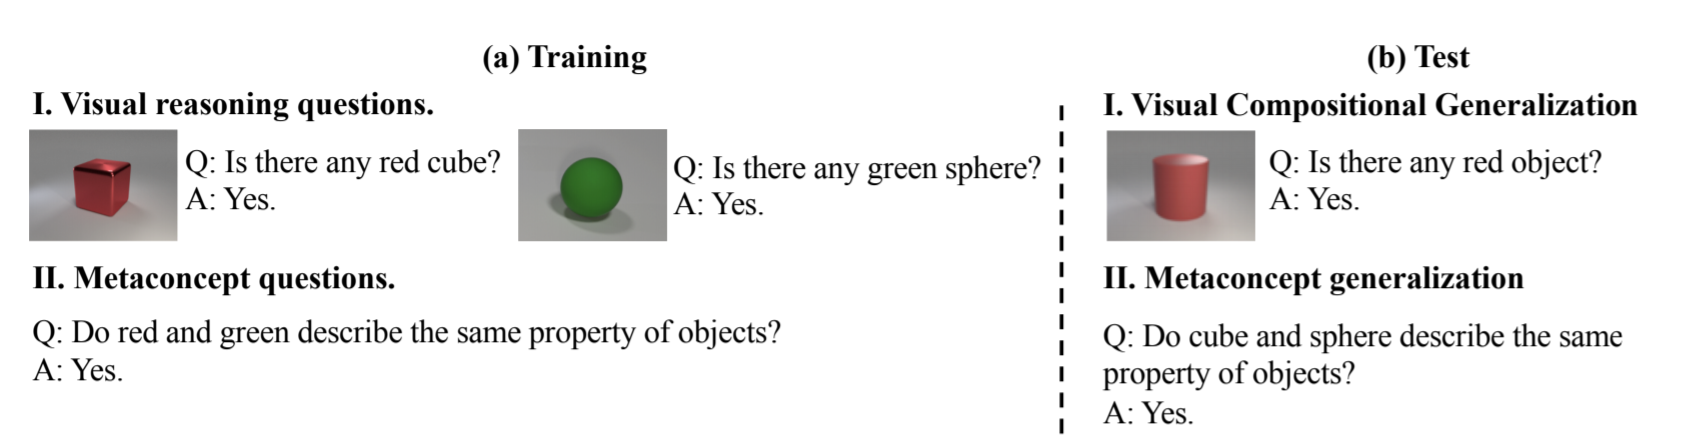 (a) Training
I. Visual reasoning questions.
Q: Is there any red cube?
A: Yes.
Q: Is there any green sphere?
A: Yes.
II. Metaconcept questions.
Q: Do red and green describe the same property of objects?
A: Yes.
(b) Test
I. Visual Compositional Generalization
Q: Is there any red object?
A: Yes.
II. Metaconcept generalization
Q: Do cube and sphere describe the same
property of objects?
A: Yes.